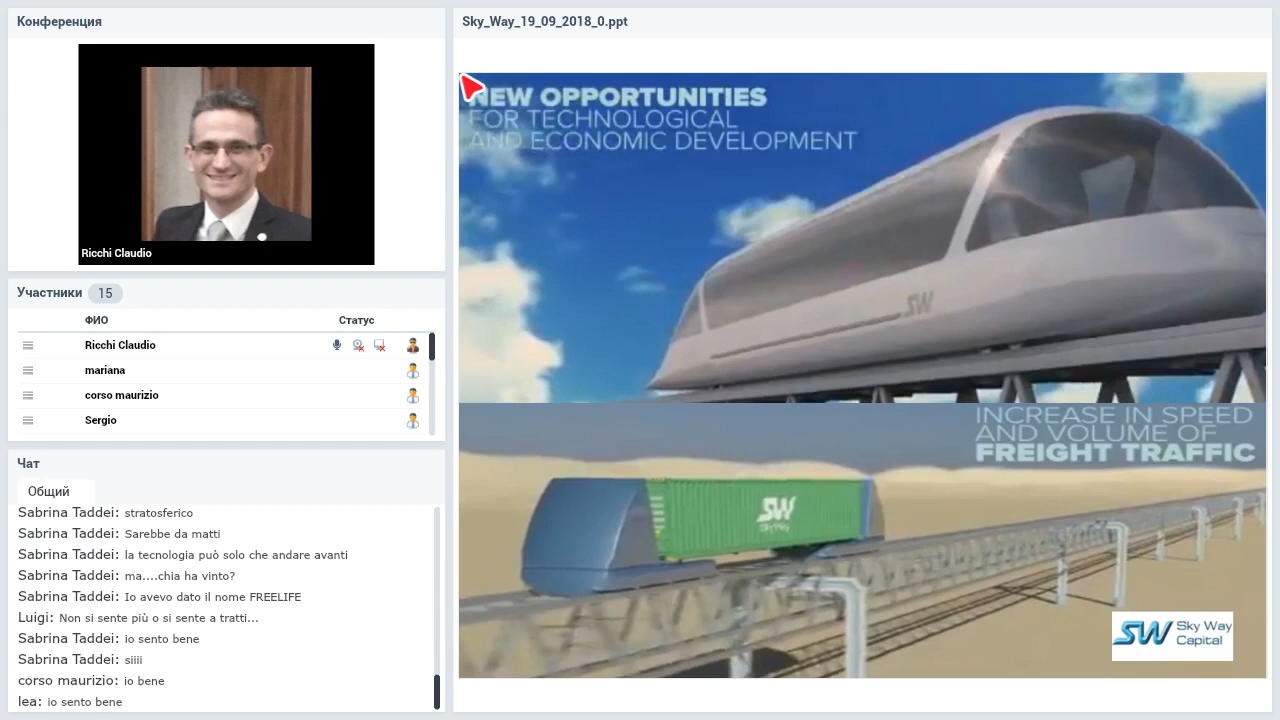 Конференция
Ricchi Claudio
Участники 15
ФИО Статус
Ricchi Claudio
mariana
corso maurizio
Sergio
Чат
Общий
Sabrina Taddei: stratosferico
Sabrina Taddei: Sarebbe da matti
Sabrina Taddei: la tecnologia può solo che andare avanti
Sabrina Taddei: ma....chia ha vinto?
Sabrina Taddei: Io avevo dato il nome FREELIFE
Luigi: Non si sente più o si sente a tratti...
Sabrina Taddei: io sento bene
Sabrina Taddei: siiii
corso maurizio: io bene
lea: io sento bene
Sky_Way_19_09_2018_0.ppt
NEW OPPORTUNITIES
FOR TECHNOLOGICAL
AND ECONOMIC DEVELOPMENT
SW
INCREASE IN SPEED
AND VOLUME OF
FREIGHT TRAFFIC
SW
SkyWay
SW Sky Way
Capital